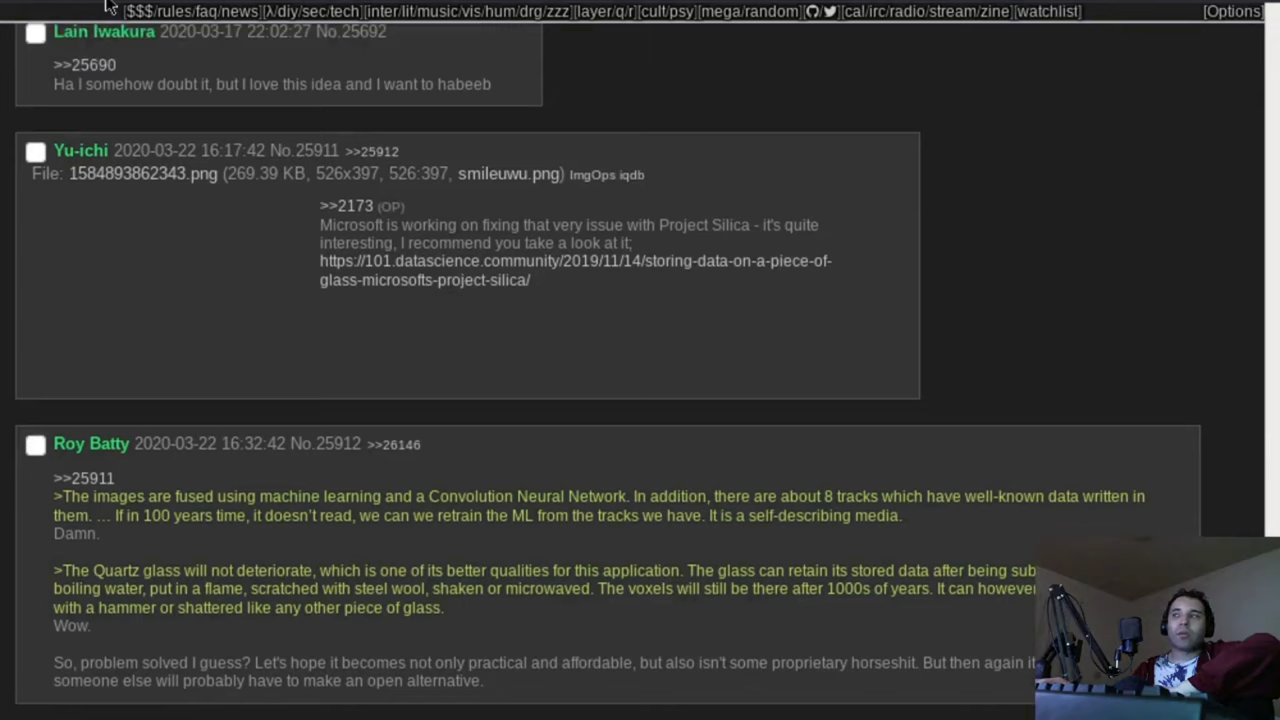 [$$$/rules/faq/news][λ/diy/sec/tech][inter/lit/music/vis/hum/drg/zzz][layer/q/r][cult/psy][mega/random][/][cal/irc/radio/stream/zine][watchlist] [Options]
Lain Iwakura 2020-03-17 22:02:27 No.25692
>>25690
Ha I somehow doubt it, but I love this idea and I want to habeeb
Yu-ichi 2020-03-22 16:17:42 No.25911 >>25912
File: 1584893862343.png (269.39 KB, 526x397, 526:397, smileuwu.png) ImgOps iqdb
>>2173 (OP)
Microsoft is working on fixing that very issue with Project Silica - it's quite
interesting, I recommend you take a look at it;
https://101.datascience.community/2019/11/14/storing-data-on-a-piece-of-
glass-microsofts-project-silica/
Roy Batty 2020-03-22 16:32:42 No.25912 >>26146
>>25911
>The images are fused using machine learning and a Convolution Neural Network. In addition, there are about 8 tracks which have well-known data written in
them. … If in 100 years time, it doesn't read, we can we retrain the ML from the tracks we have. It is a self-describing media.
Damn.
>The Quartz glass will not deteriorate, which is one of its better qualities for this application. The glass can retain its stored data after being sub
boiling water, put in a flame, scratched with steel wool, shaken or microwaved. The voxels will still be there after 1000s of years. It can however
with a hammer or shattered like any other piece of glass.
Wow.
So, problem solved I guess? Let's hope it becomes not only practical and affordable, but also isn't some proprietary horseshit. But then again it
someone else will probably have to make an open alternative.